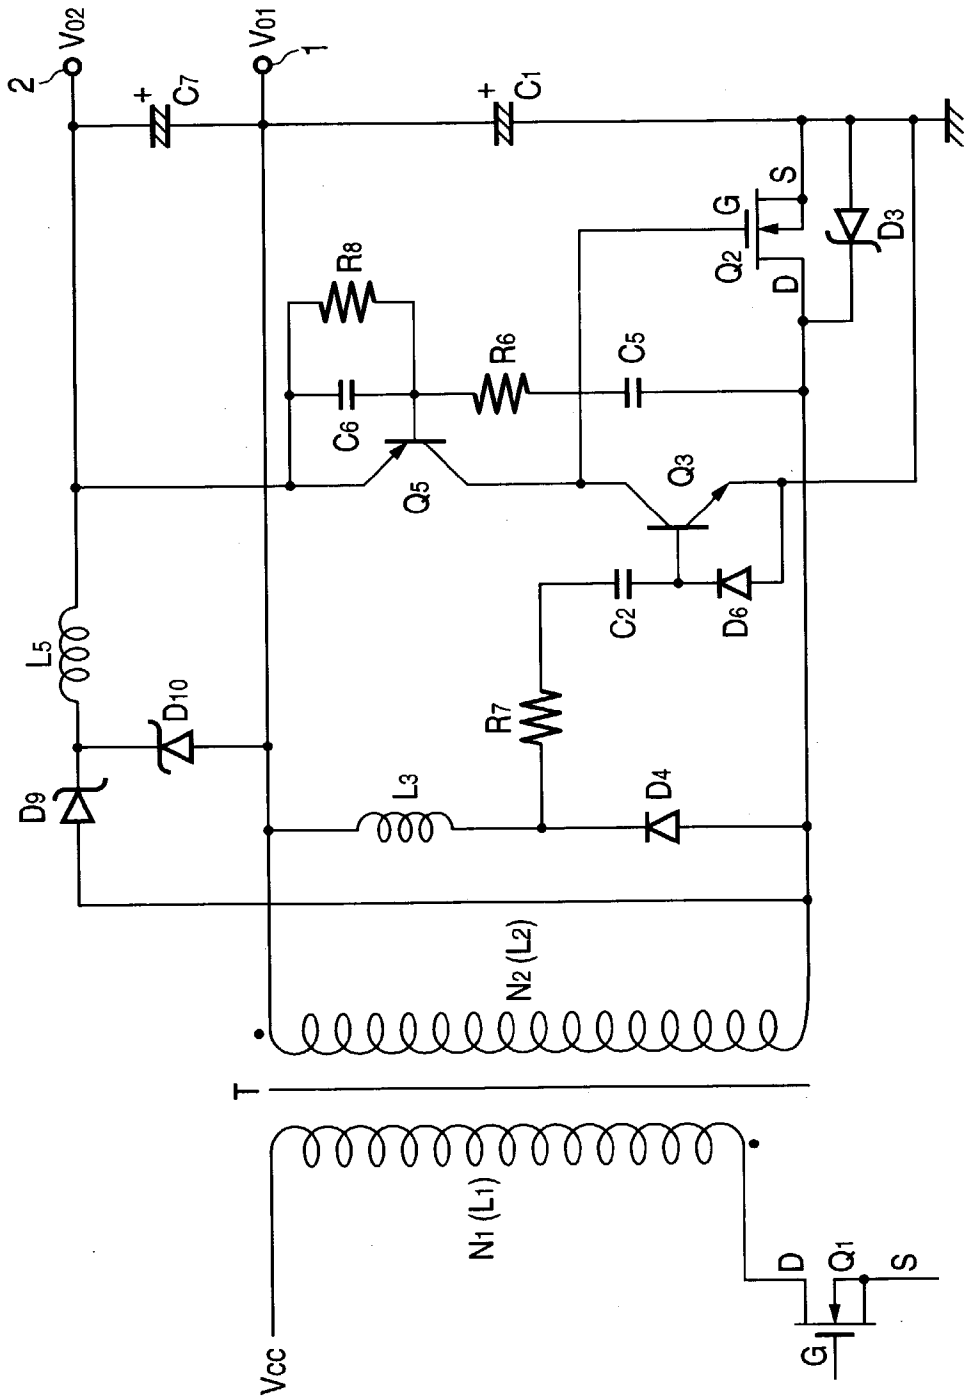 2
V02
V01
1
C7
C1
R8
C6
R6
C5
Q5
Q3
G
S
Q2
D
D3
L5
D10
D9
R7
C2
D6
L3
D4
N2 (L2)
T
N1 (L1)
Vcc
D
Q1
S
G
+
+